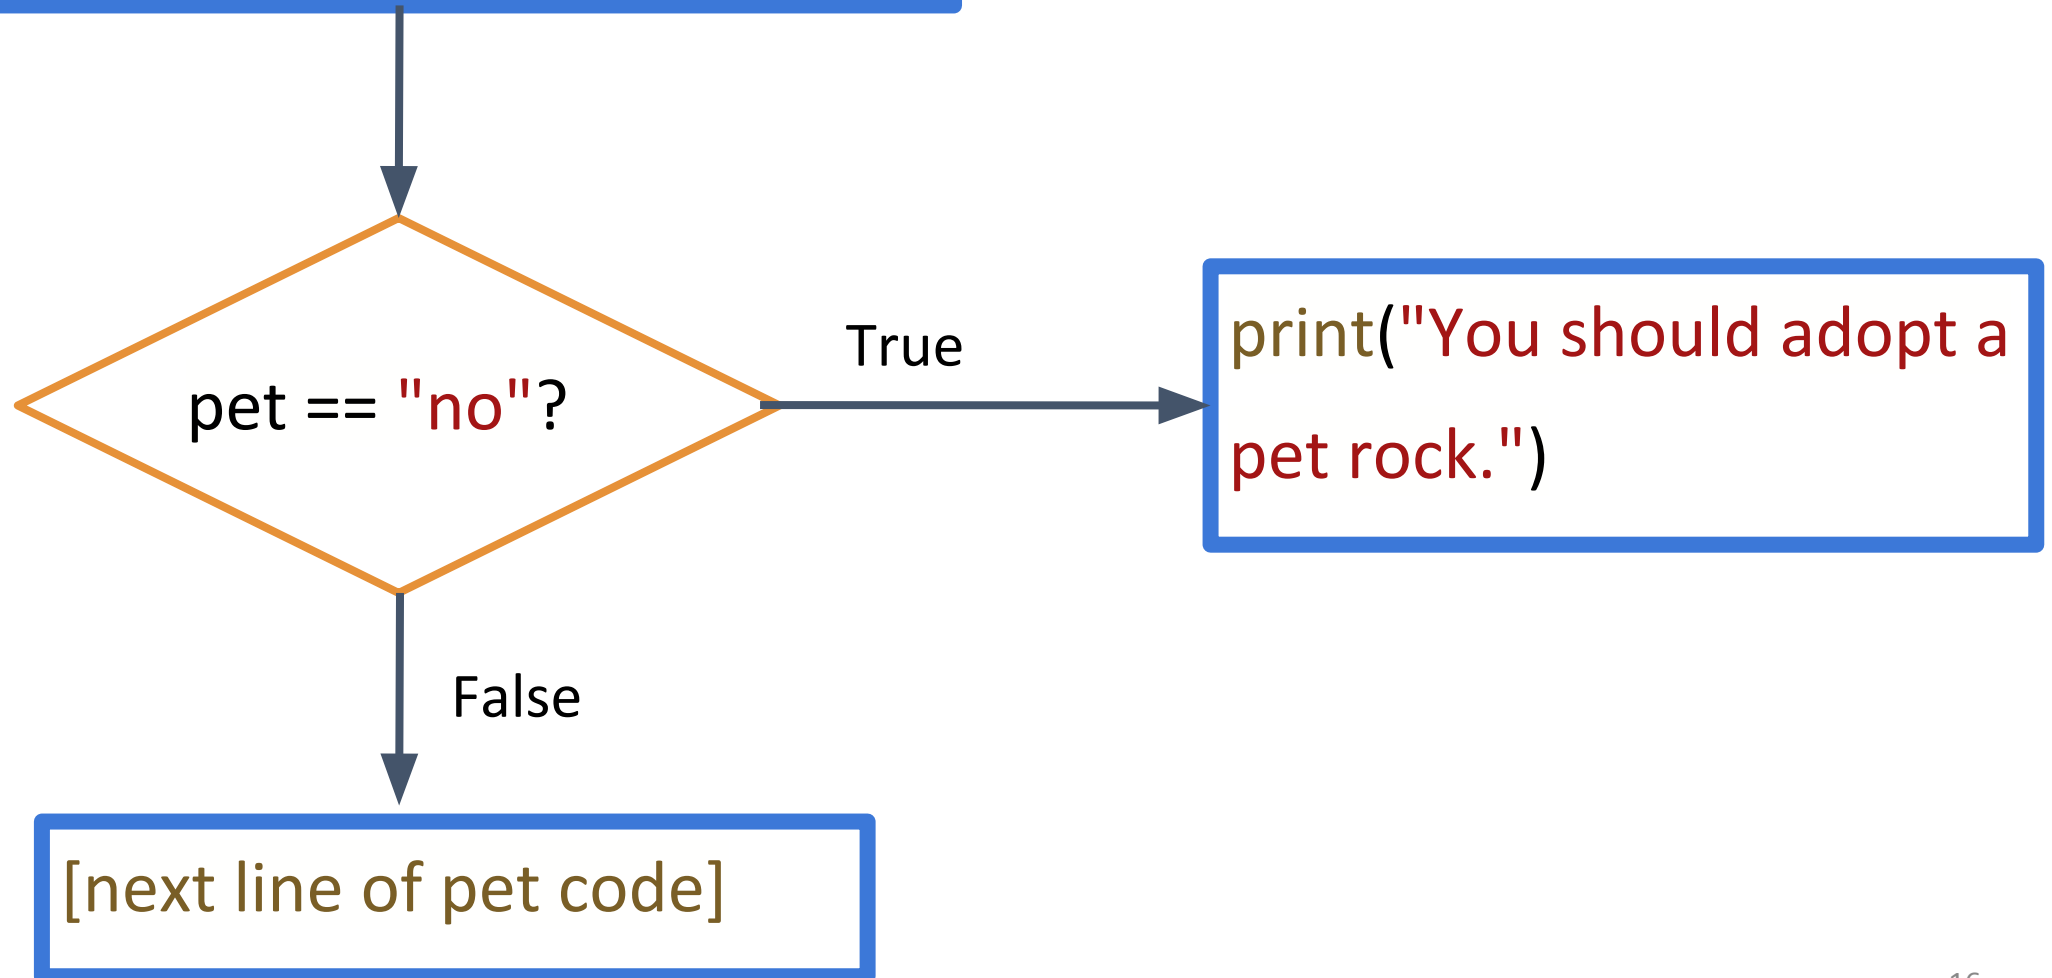 True
pet == "no"?
print("You should adopt a
pet rock.")
False
[next line of pet code]